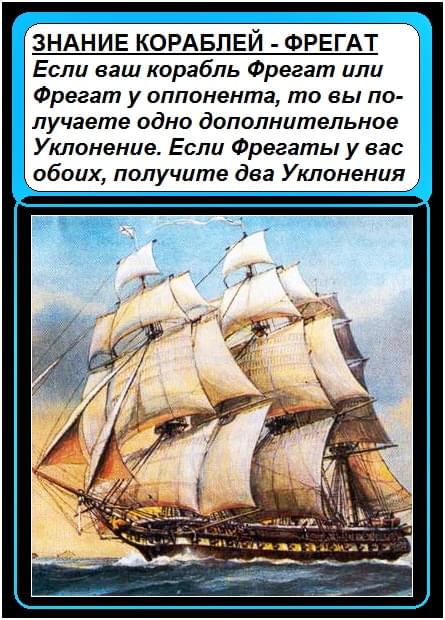 ЗНАНИЕ КОРАБЛЕЙ - ФРЕГАТ
Если ваш корабль Фрегат или
Фрегат у оппонента, то вы по-
лучаете одно дополнительное
Уклонение. Если Фрегаты у вас
обоих, получите два Уклонения